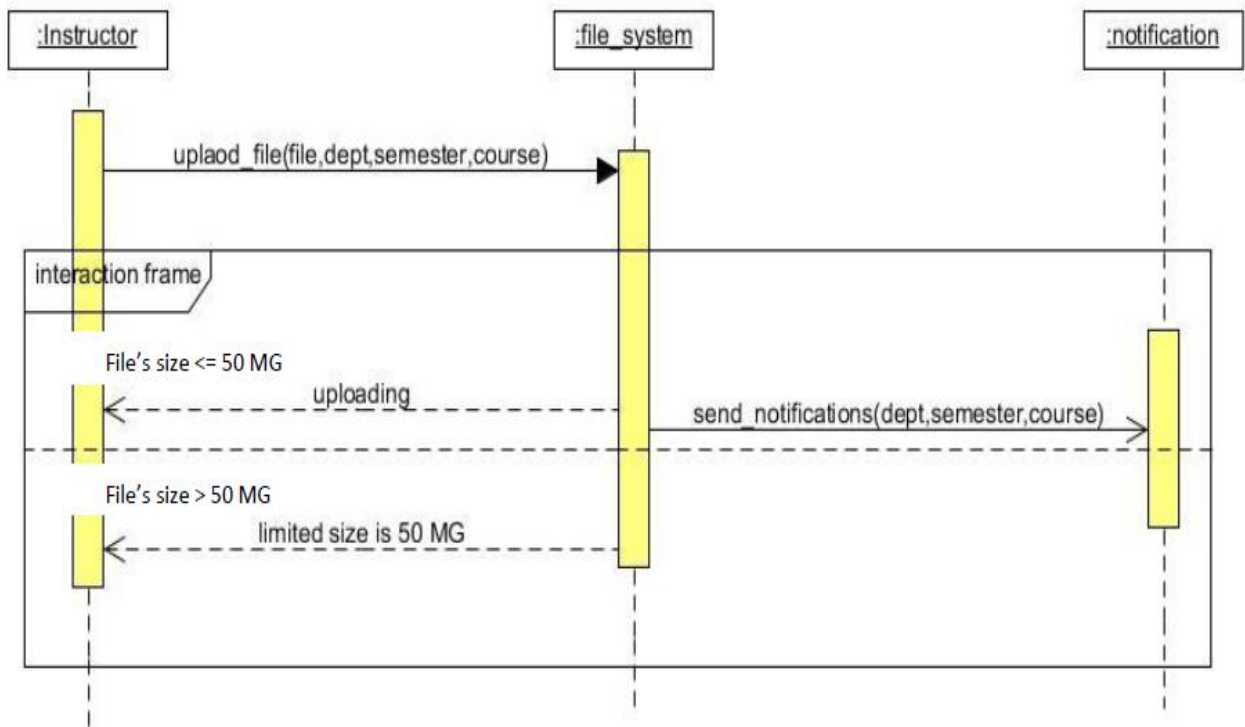 :Instructor
:file_system
:notification
uplaod_file(file,dept,semester,course)
interaction frame
File's size <= 50 MG
uploading
send_notifications(dept,semester,course)
File's size > 50 MG
limited size is 50 MG